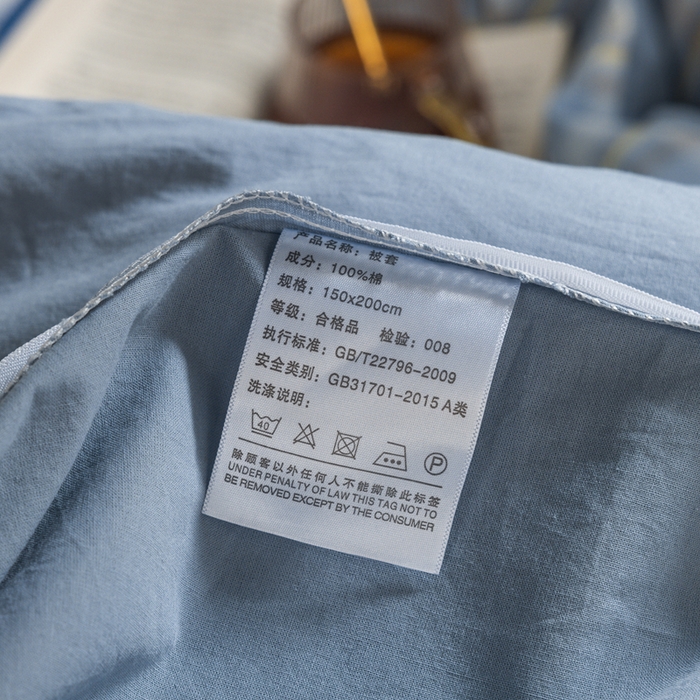 产品名称：被套
成分：100%棉
规格：150x200cm
等级：合格品 检验：008
执行标准：GB/T22796-2009
安全类别：GB31701-2015 A类
洗涤说明：
40
P
除顾客以外任何人不能撕除此标签
UNDER PENALTY OF LAW THIS TAG NOT TO
BE REMOVED EXCEPT BY THE CONSUMER